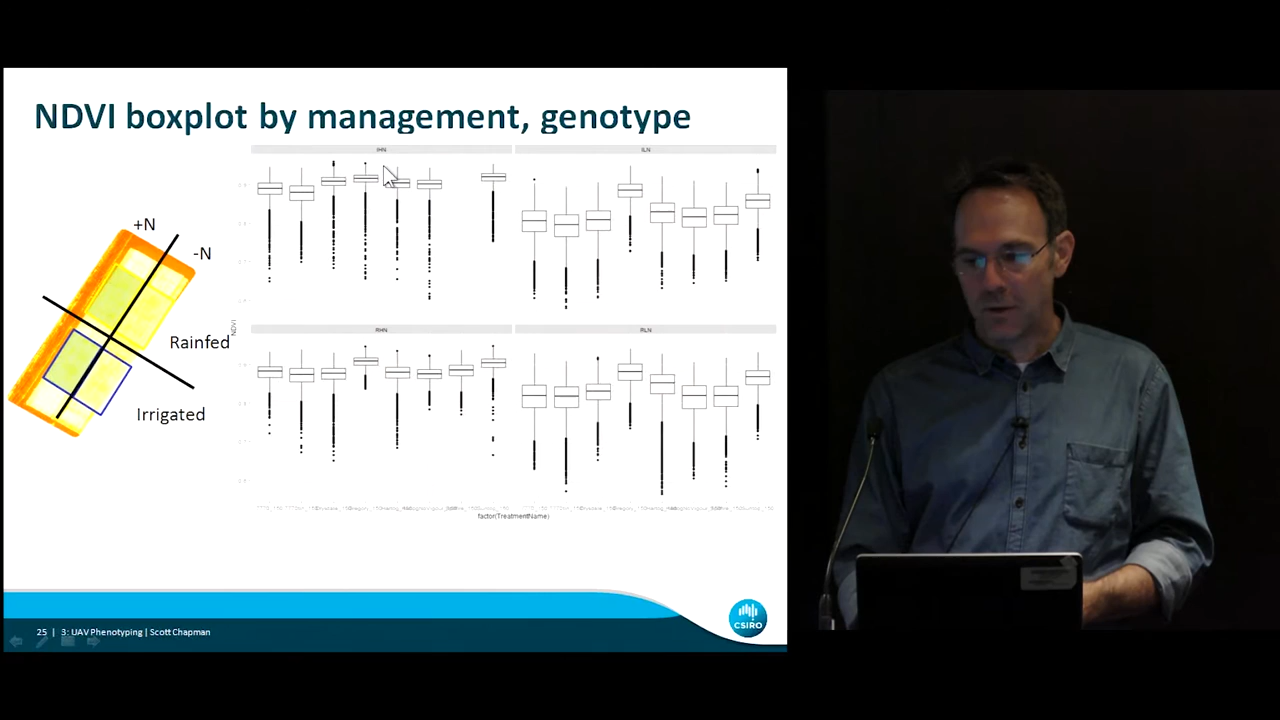 NDVI boxplot by management, genotype
IHN
ILN
+N
-N
Rainfed
Irrigated
NDVI
RHN
RLN
factor(TreatmentName)
25 | 3: UAV Phenotyping | Scott Chapman
CSIRO